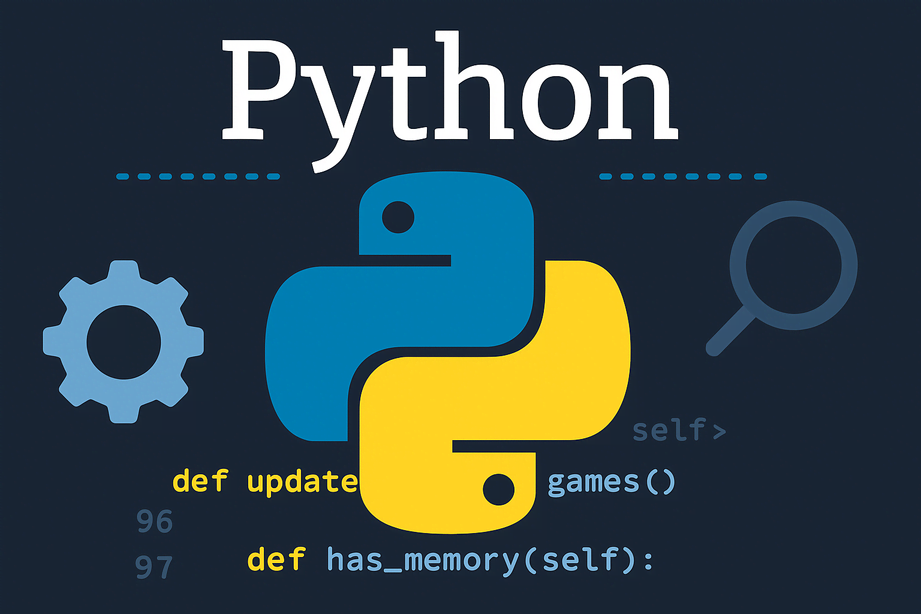 Python
self>
def update games()
96
def has_memory(self):
97